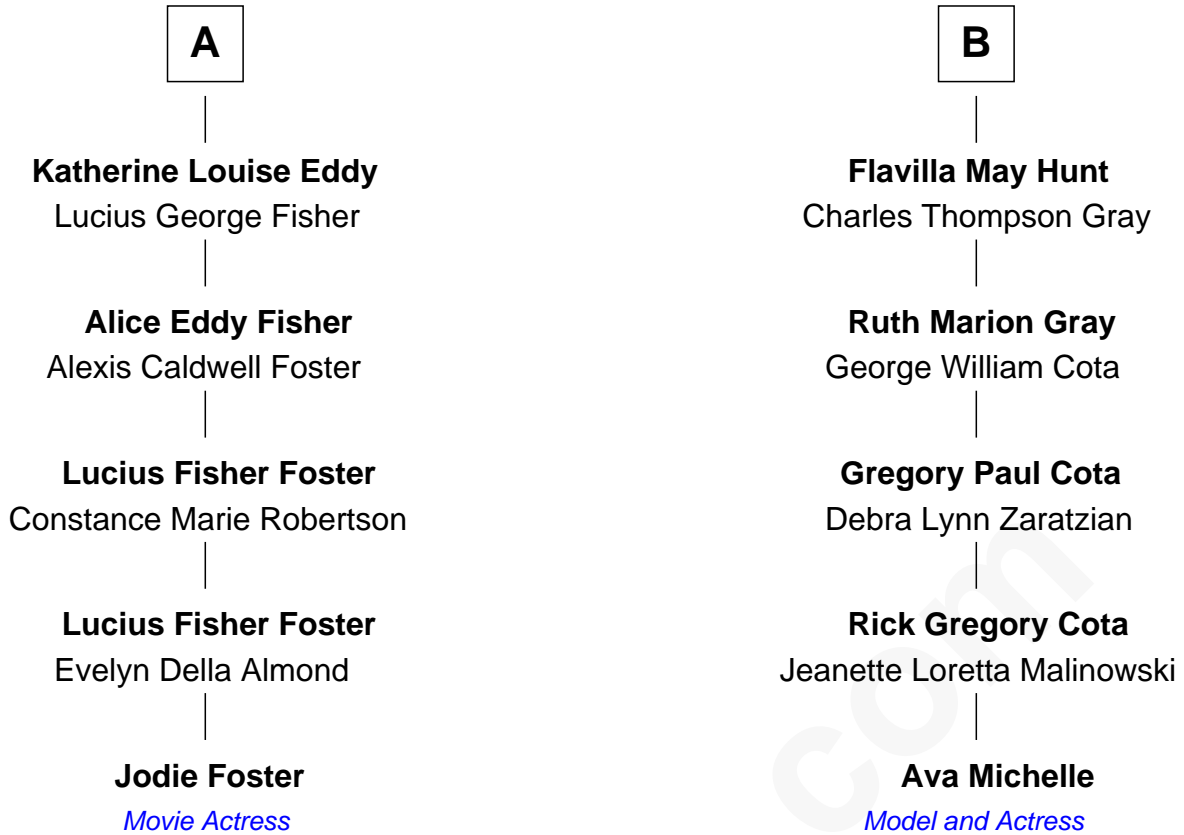 A
Katherine Louise Eddy
Lucius George Fisher
Alice Eddy Fisher
Alexis Caldwell Foster
Lucius Fisher Foster
Constance Marie Robertson
Lucius Fisher Foster
Evelyn Della Almond
Jodie Foster
Movie Actress
B
Flavilla May Hunt
Charles Thompson Gray
Ruth Marion Gray
George William Cota
Gregory Paul Cota
Debra Lynn Zaratzian
Rick Gregory Cota
Jeanette Loretta Malinowski
Ava Michelle
Model and Actress
com